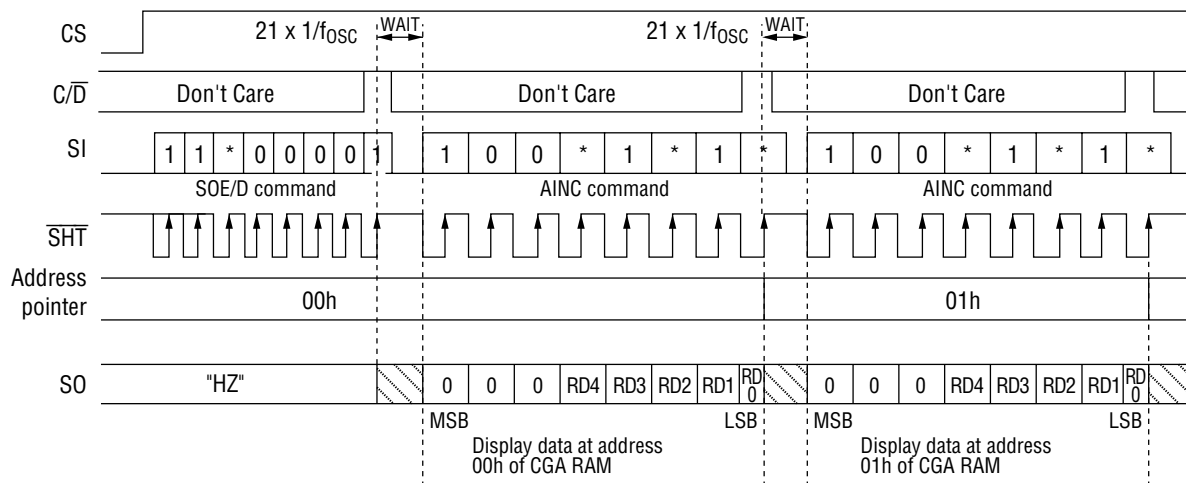 CS 21 x 1/fOSC WAIT 21 x 1/fOSC WAIT
C/D Don't Care Don't Care Don't Care
SI 1 1 * 0 0 0 0 1 1 0 0 * 1 * 1 * 1 0 0 * 1 * 1 *
SOE/D command AINC command AINC command
SHT
Address
pointer 00h 01h
SO "HZ" 0 0 0 RD4 RD3 RD2 RD1 RD0 0 0 0 RD4 RD3 RD2 RD1 RD0
MSB LSB MSB LSB
Display data at address
00h of CGA RAM
Display data at address
01h of CGA RAM